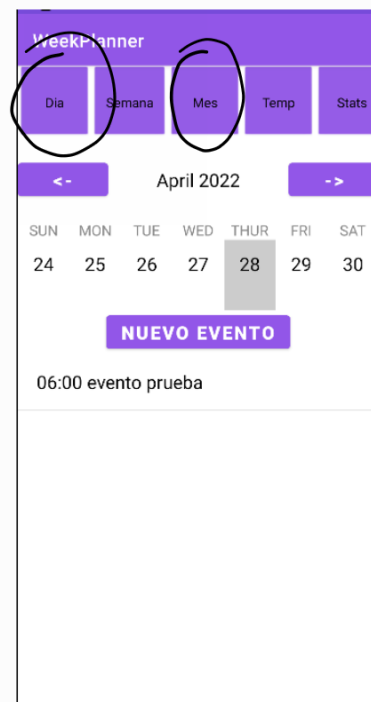 WeekPlanner
Dia Semana Mes Temp Stats
<- April 2022 ->
SUN MON TUE WED THUR FRI SAT
24 25 26 27 28 29 30
NUEVO EVENTO
06:00 evento prueba